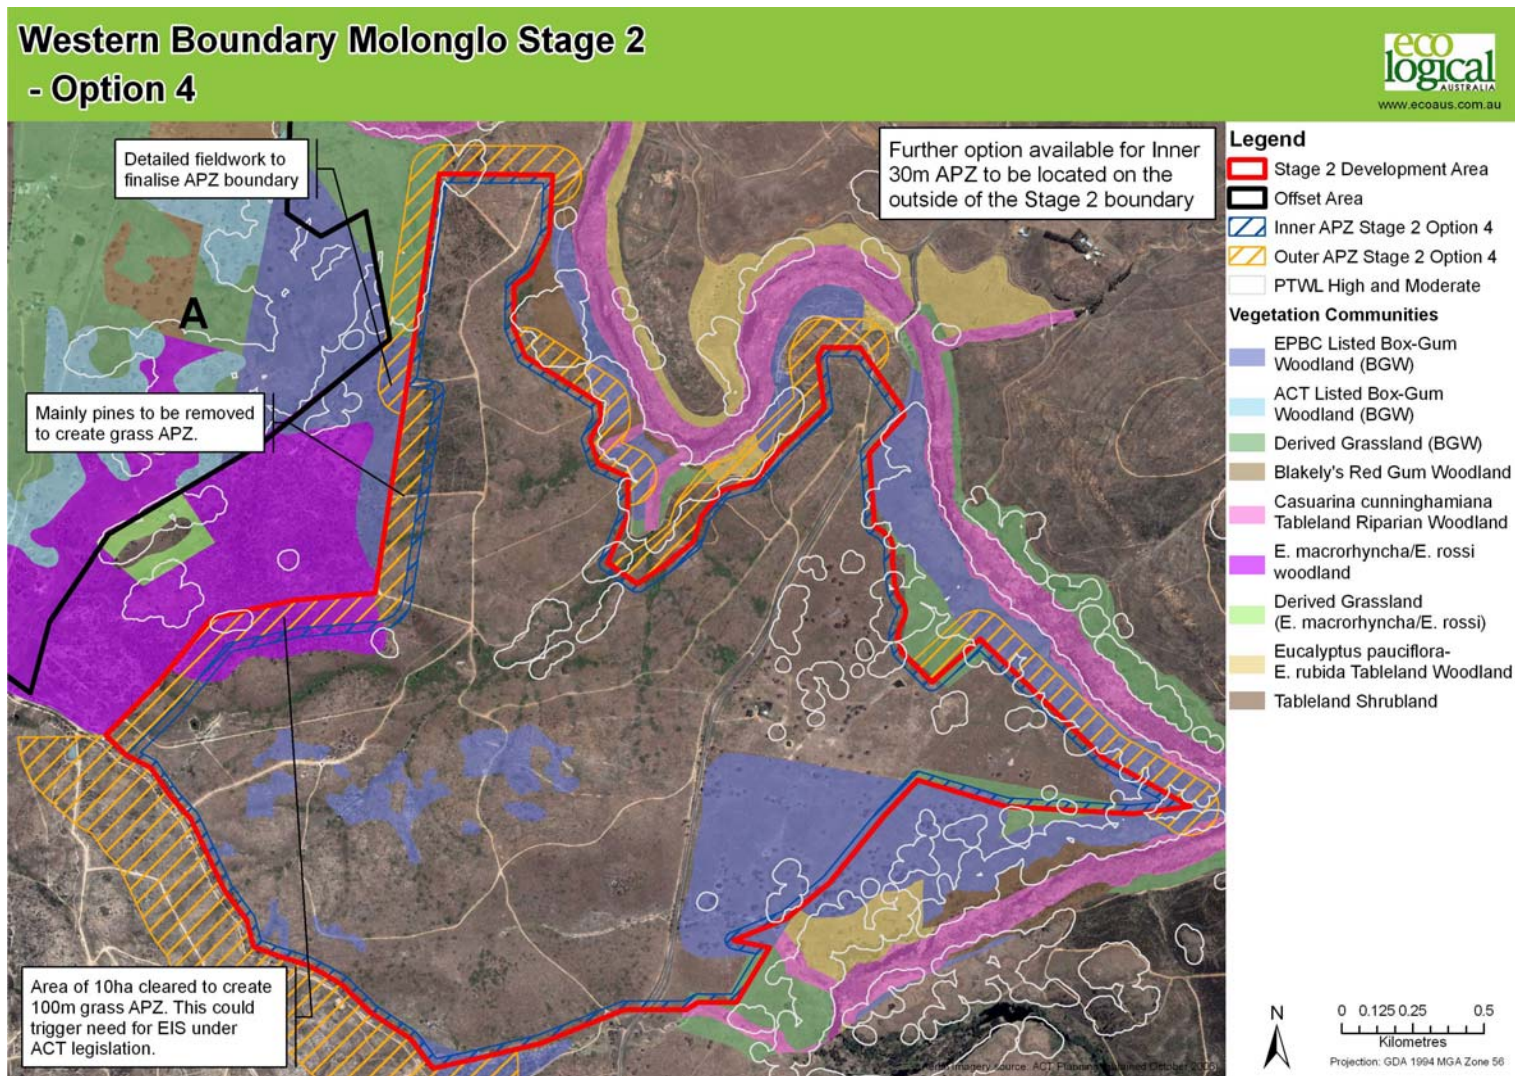 Western Boundary Molonglo Stage 2
- Option 4
eco
logical
AUSTRALIA
www.ecoaus.com.au
Detailed fieldwork to
finalise APZ boundary
Further option available for Inner
30m APZ to be located on the
outside of the Stage 2 boundary
A
Mainly pines to be removed
to create grass APZ.
Area of 10ha cleared to create
100m grass APZ. This could
trigger need for EIS under
ACT legislation.
Legend
Stage 2 Development Area
Offset Area
Inner APZ Stage 2 Option 4
Outer APZ Stage 2 Option 4
PTWL High and Moderate
Vegetation Communities
EPBC Listed Box-Gum
Woodland (BGW)
ACT Listed Box-Gum
Woodland (BGW)
Derived Grassland (BGW)
Blakely's Red Gum Woodland
Casuarina cunninghamiana
Tableland Riparian Woodland
E. macrorhyncha/E. rossi
woodland
Derived Grassland
(E. macrorhyncha/E. rossi)
Eucalyptus pauciflora-
E. rubida Tableland Woodland
Tableland Shrubland
N
0 0.125 0.25 0.5
Kilometres
Projection: GDA 1994 MGA Zone 56
imagery source: ACT October